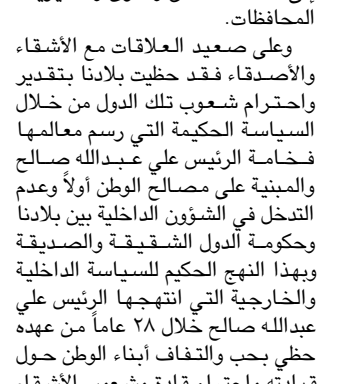 المحافظات.
وعلى صعيد العلاقات مع الأشقاء
والأصدقاء فقد حظيت بلادنا بتقدير
واحترام شعوب تلك الدول من خلال
السياسة الحكيمة التي رسم معالمها
فخامة الرئيس علي عبدالله صالح
والمبنية على مصالح الوطن أولاً وعدم
التدخل في الشؤون الداخلية بين بلادنا
وحكومة الدول الشقيقة والصديقة
وبهذا النهج الحكيم للسياسة الداخلية
والخارجية التي انتهجها الرئيس علي
عبدالله صالح خلال ٢٨ عاماً من عهده
حظي بحب والتفاف أبناء الوطن حول